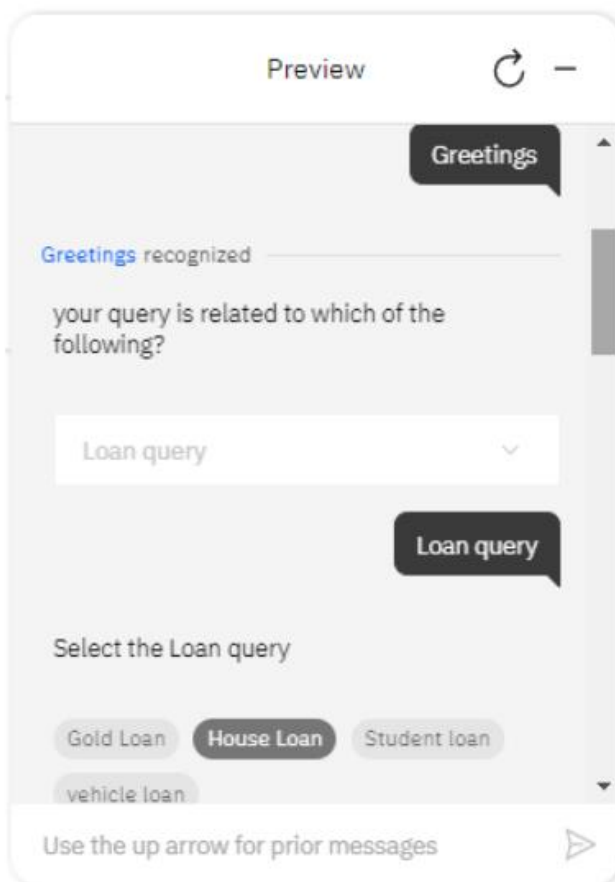 Preview
Greetings
Greetings recognized
your query is related to which of the
following?
Loan query
Loan query
Select the Loan query
Gold Loan House Loan Student loan
vehicle loan
Use the up arrow for prior messages